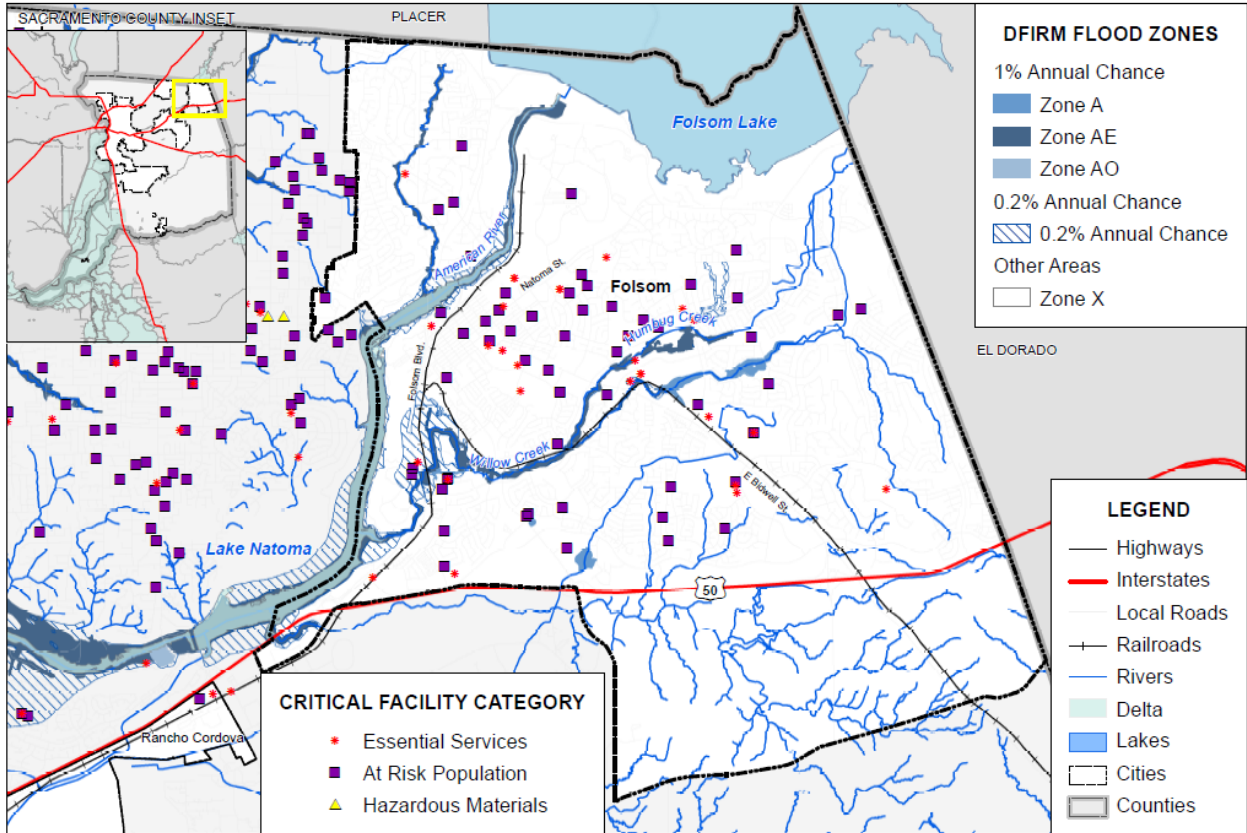 SACRAMENTO COUNTY INSET
PLACER
DFIRM FLOOD ZONES
1% Annual Chance
Zone A
Zone AE
Zone AO
0.2% Annual Chance
0.2% Annual Chance
Other Areas
Zone X
Folsom Lake
American River
Natoma St.
Folsom
Humbug Creek
Folsom Blvd.
EL DORADO
Willow Creek
E Bidwell St.
Lake Natoma
50
Rancho Cordova
CRITICAL FACILITY CATEGORY
Essential Services
At Risk Population
Hazardous Materials
LEGEND
Highways
Interstates
Local Roads
Railroads
Rivers
Delta
Lakes
Cities
Counties